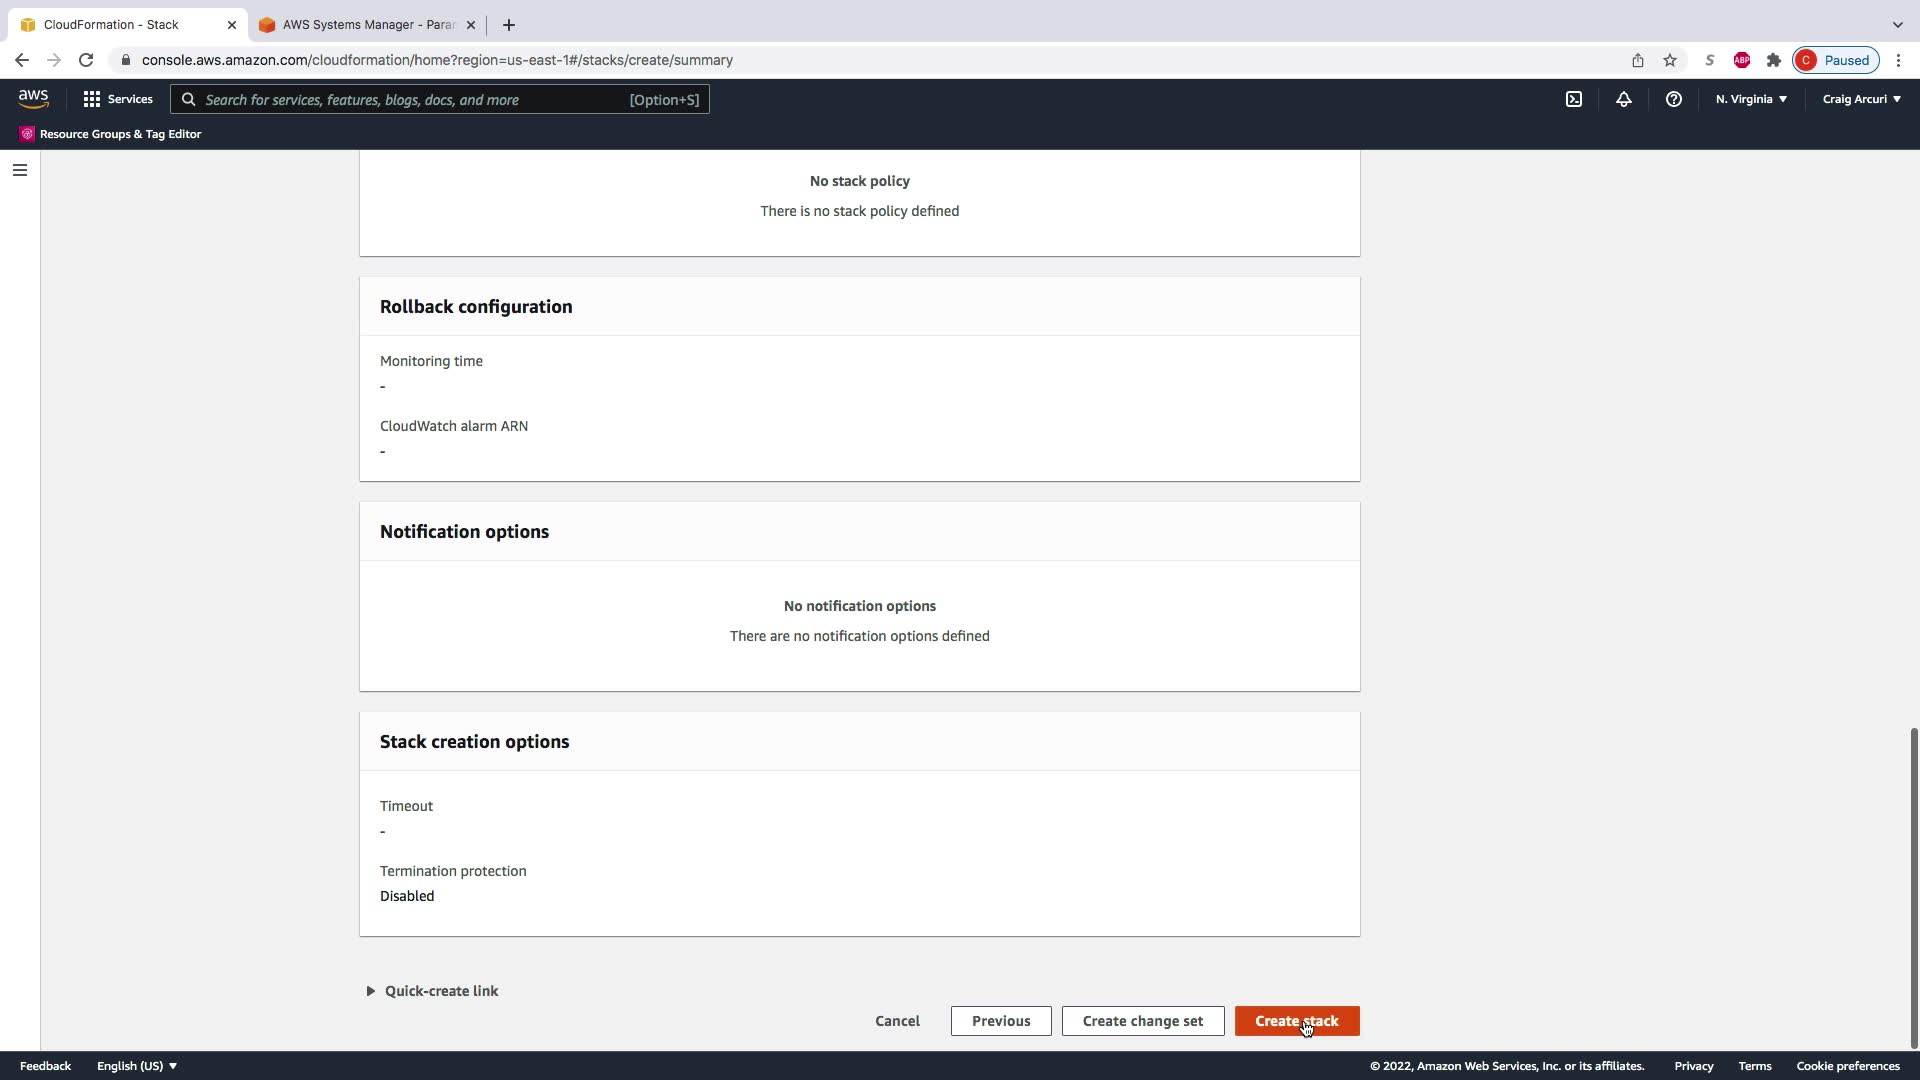 CloudFormation - Stack
AWS Systems Manager - Param
console.aws.amazon.com/cloudformation/home?region=us-east-1#/stacks/create/summary
S
ABP
C Paused
aws
Services
Search for services, features, blogs, docs, and more [Option+S]
N. Virginia
Craig Arcuri
Resource Groups & Tag Editor
No stack policy
There is no stack policy defined
Rollback configuration
Monitoring time
-
CloudWatch alarm ARN
-
Notification options
No notification options
There are no notification options defined
Stack creation options
Timeout
-
Termination protection
Disabled
Quick-create link
Cancel Previous Create change set Create stack
Feedback English (US) © 2022, Amazon Web Services, Inc. or its affiliates. Privacy Terms Cookie preferences